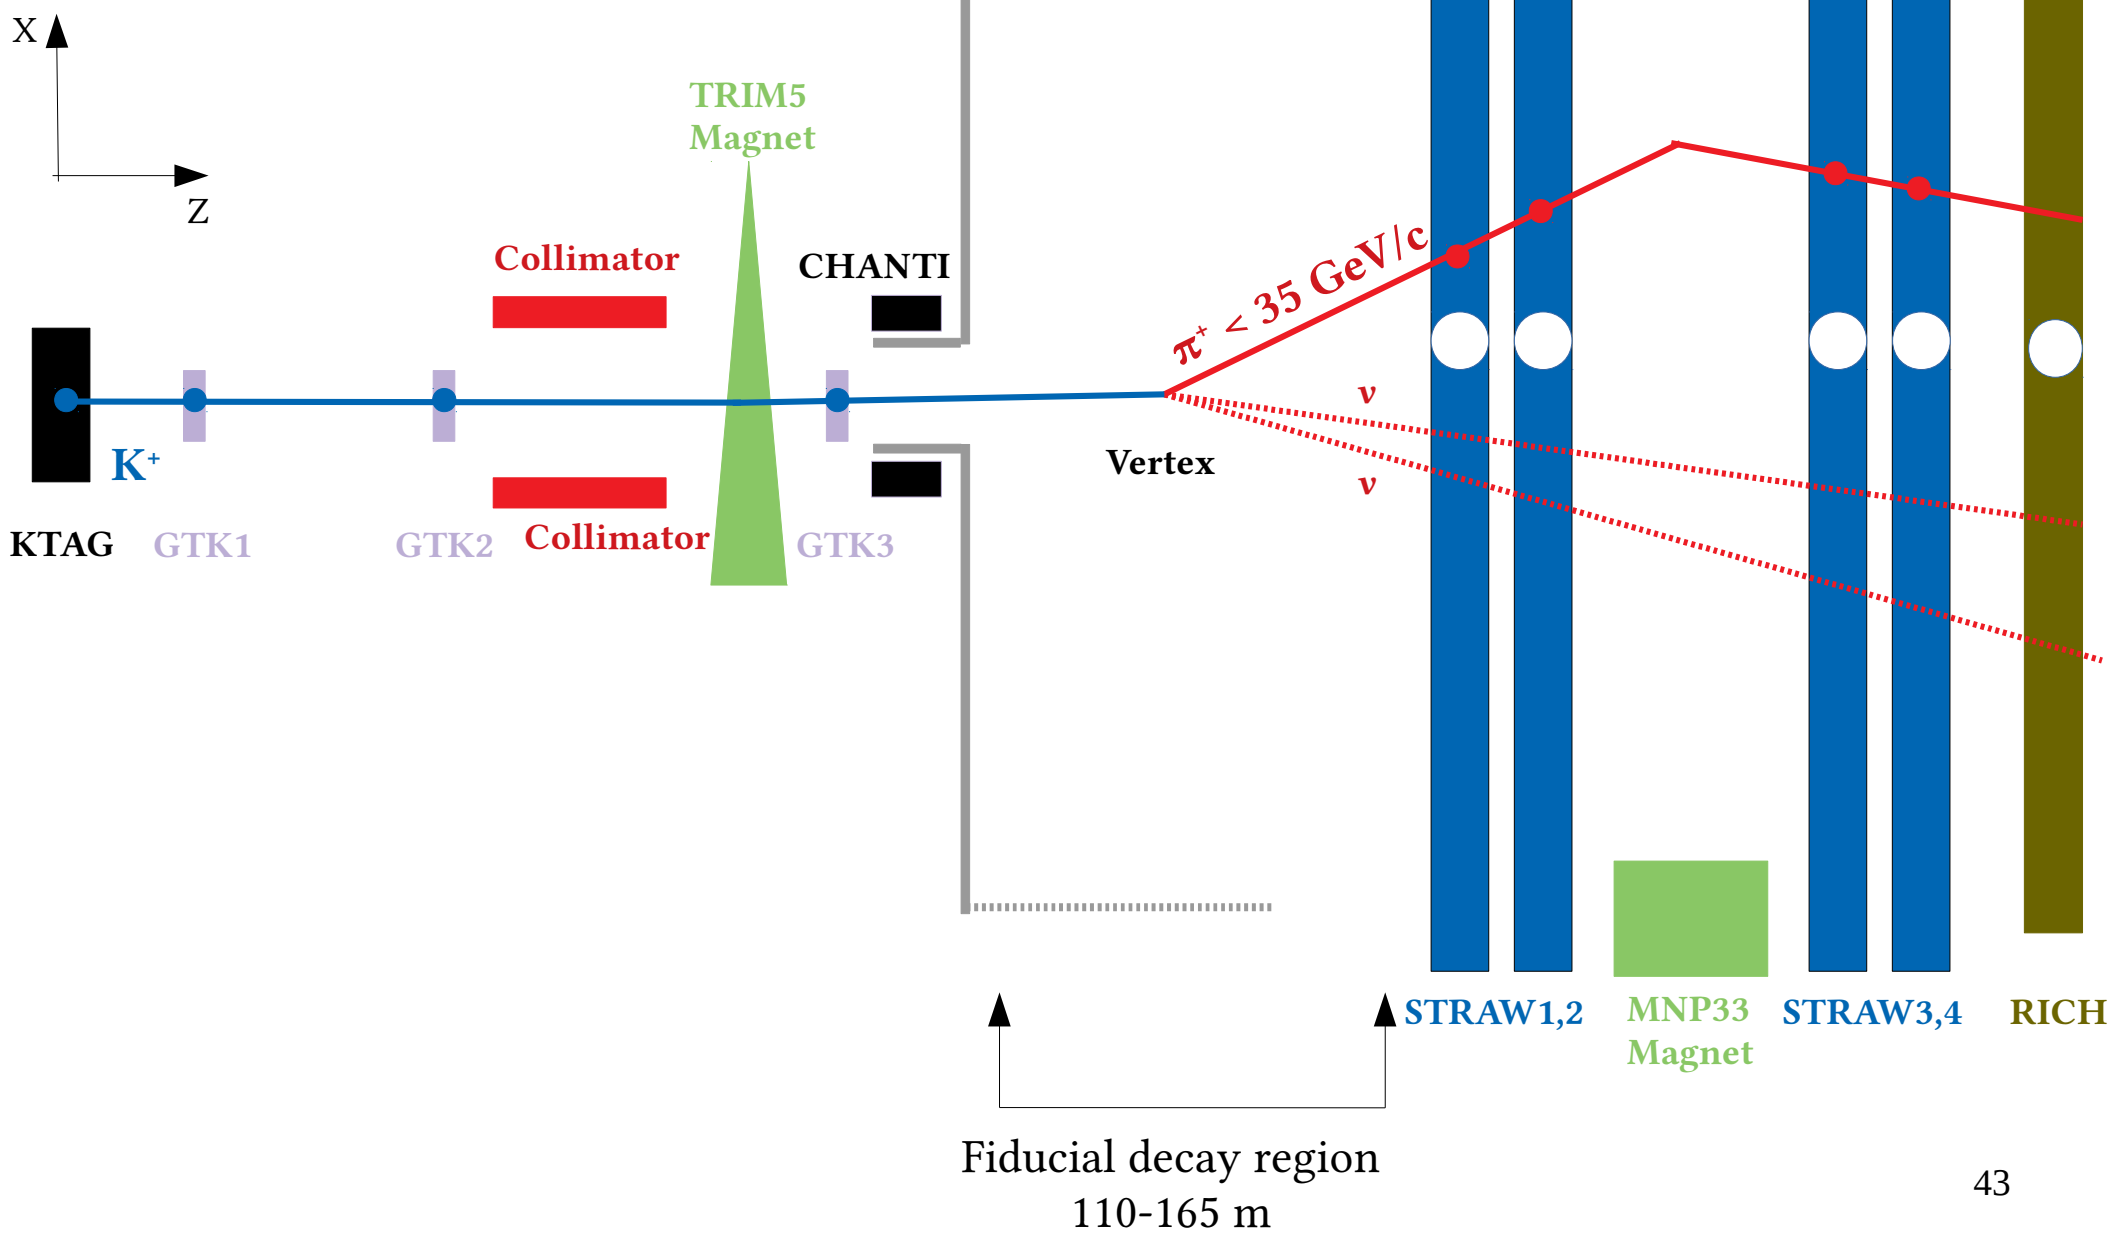 X
Z
TRIM5
Magnet
Collimator
CHANTI
π⁺ < 35 GeV/c
ν
ν
Vertex
K⁺
KTAG
GTK1
GTK2
Collimator
GTK3
STRAW1,2
MNP33
Magnet
STRAW3,4
RICH
Fiducial decay region
110-165 m
43